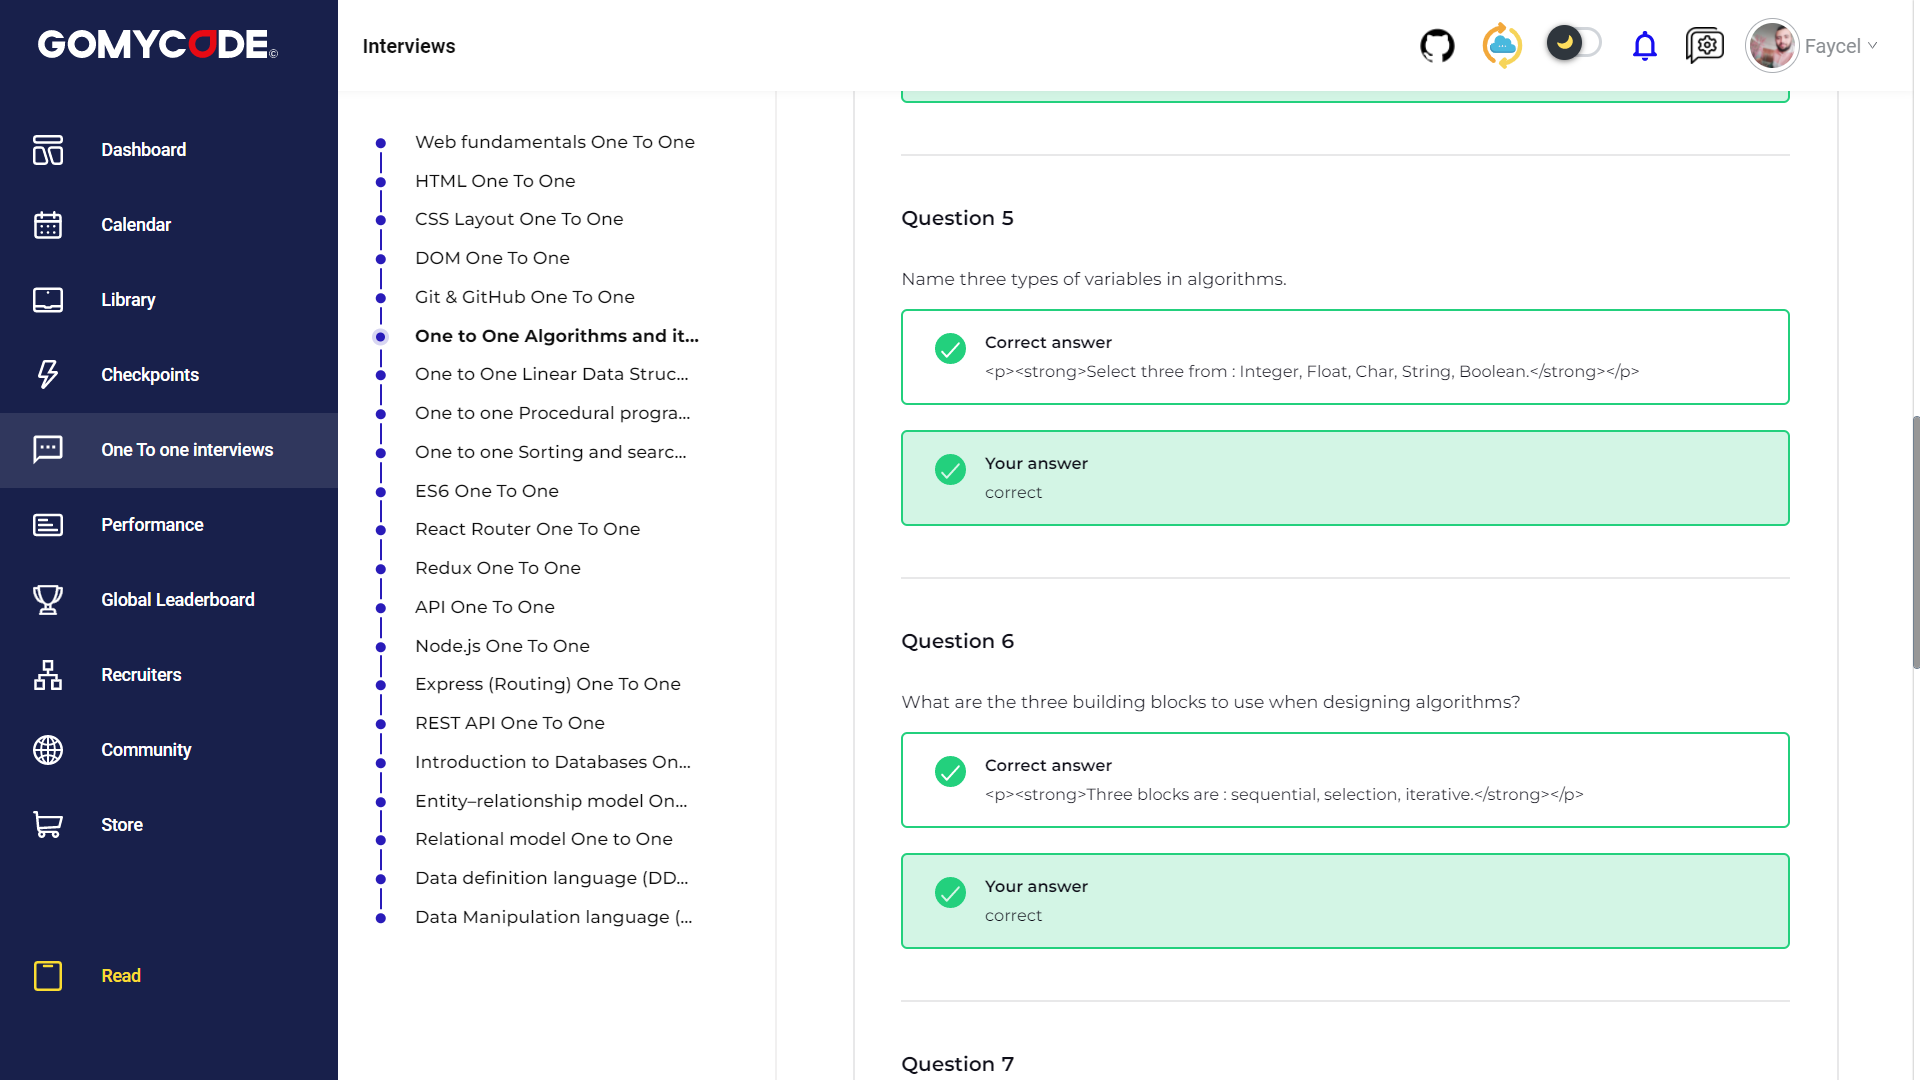 GOMYCODE©
Interviews
Faycel
Dashboard
Calendar
Library
Checkpoints
One To one interviews
Performance
Global Leaderboard
Recruiters
Community
Store
Read
Web fundamentals One To One
HTML One To One
CSS Layout One To One
DOM One To One
Git & GitHub One To One
One to One Algorithms and it...
One to One Linear Data Struc...
One to one Procedural progra...
One to one Sorting and searc...
ES6 One To One
React Router One To One
Redux One To One
API One To One
Node.js One To One
Express (Routing) One To One
REST API One To One
Introduction to Databases On...
Entity–relationship model On...
Relational model One to One
Data definition language (DD...
Data Manipulation language (...
Question 5
Name three types of variables in algorithms.
Correct answer
<p><strong>Select three from : Integer, Float, Char, String, Boolean.</strong></p>
Your answer
correct
Question 6
What are the three building blocks to use when designing algorithms?
Correct answer
<p><strong>Three blocks are : sequential, selection, iterative.</strong></p>
Your answer
correct
Question 7